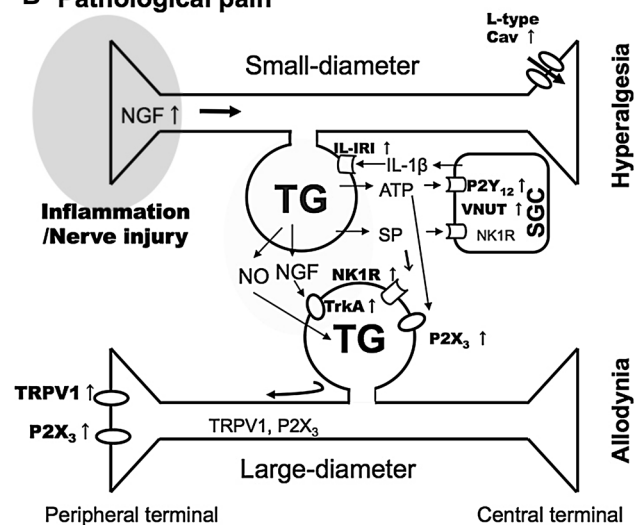 B Pathological pain
L-type
Cav ↑
Small-diameter
Hyperalgesia
NGF ↑
IL-IRI ↑
IL-1β
TG
ATP
P2Y₁₂ ↑
VNUT ↑
SGC
Inflammation
/Nerve injury
SP
NK1R
NO
NGF
NK1R ↑
TrkA ↑
TG
P2X₃ ↑
TRPV1 ↑
P2X₃ ↑
TRPV1, P2X₃
Allodynia
Large-diameter
Peripheral terminal
Central terminal